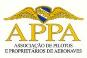 APPA
ASSOCIAÇÃO DE PILOTOS
E PROPRIETÁRIOS DE AERONAVES